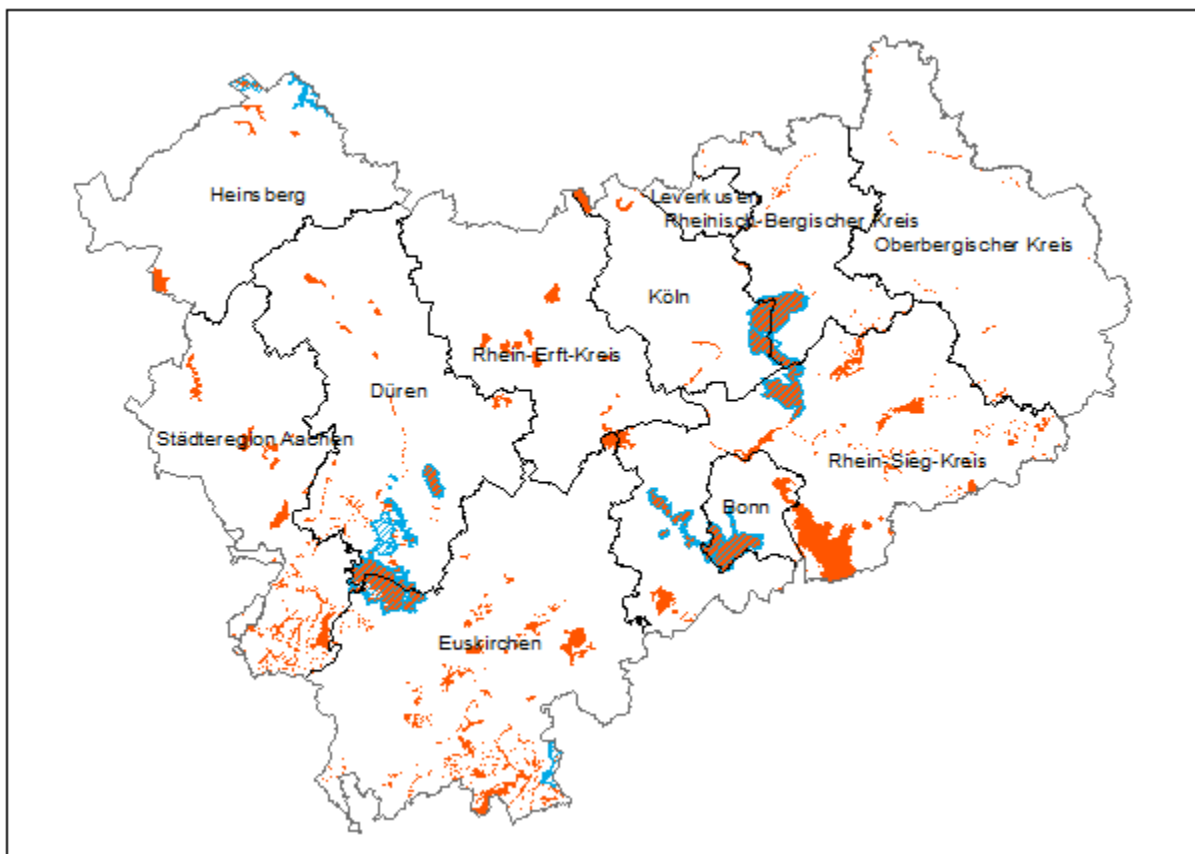 Heinsberg
Leverkusen
Rheinisch-Bergischer Kreis
Oberbergischer Kreis
Köln
Rhein-Erft-Kreis
Düren
Städteregion Aachen
Rhein-Sieg-Kreis
Bonn
Euskirchen